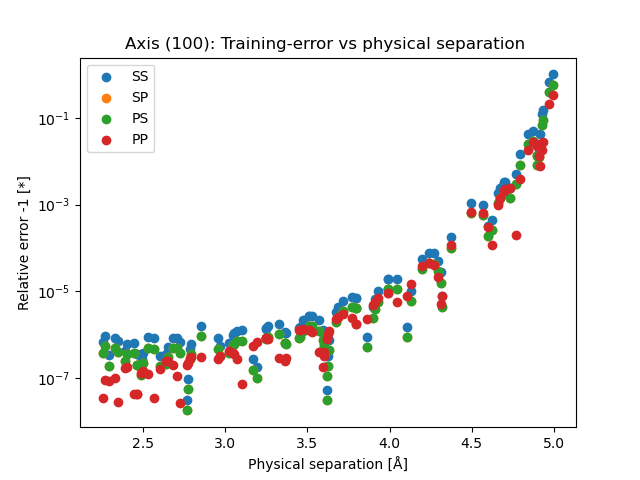 Axis (100): Training-error vs physical separation
SS
SP
PS
PP
Relative error -1 [*]
10⁻¹
10⁻³
10⁻⁵
10⁻⁷
2.5 3.0 3.5 4.0 4.5 5.0
Physical separation [Å]